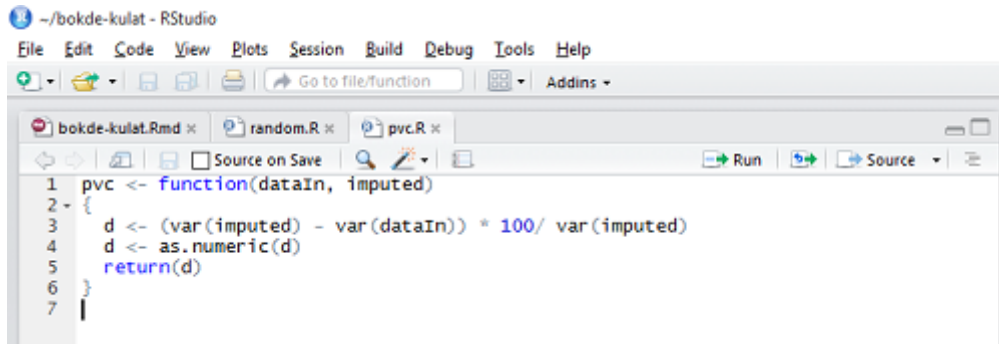 ~/bokde-kulat - RStudio
File Edit Code View Plots Session Build Debug Tools Help
Go to file/function Addins
bokde-kulat.Rmd × random.R × pvc.R ×
Source on Save Run Source
1 pvc <- function(dataIn, imputed)
2 {
3 d <- (var(imputed) - var(dataIn)) * 100/ var(imputed)
4 d <- as.numeric(d)
5 return(d)
6 }
7